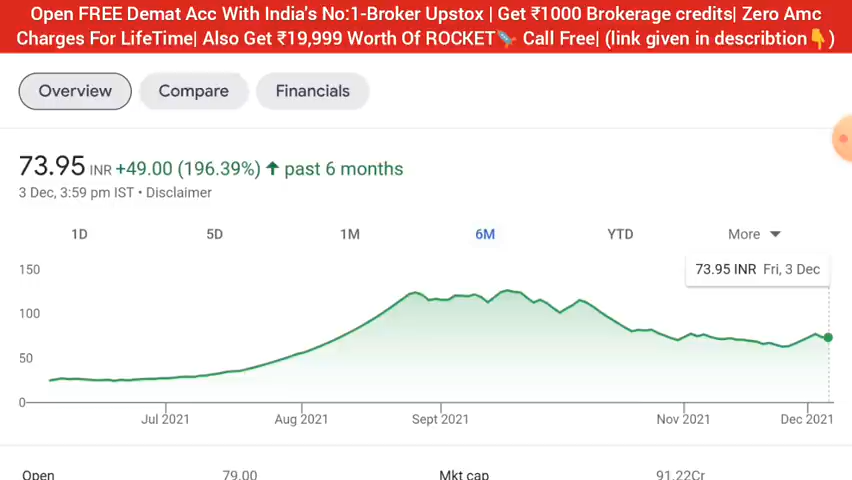 Open FREE Demat Acc With India's No:1-Broker Upstox | Get ₹1000 Brokerage credits| Zero Amc
Charges For LifeTime| Also Get ₹19,999 Worth Of ROCKET🚀 Call Free| (link given in describtion👇)
Overview Compare Financials
73.95 INR +49.00 (196.39%) ↑ past 6 months
3 Dec, 3:59 pm IST • Disclaimer
1D 5D 1M 6M YTD More
73.95 INR Fri, 3 Dec
150
100
50
0
Jul 2021 Aug 2021 Sept 2021 Nov 2021 Dec 2021
Open 79.00 Mkt cap 91.22Cr